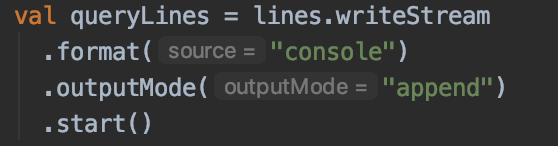 val queryLines = lines.writeStream
.format( source = "console")
.outputMode( outputMode = "append")
.start()